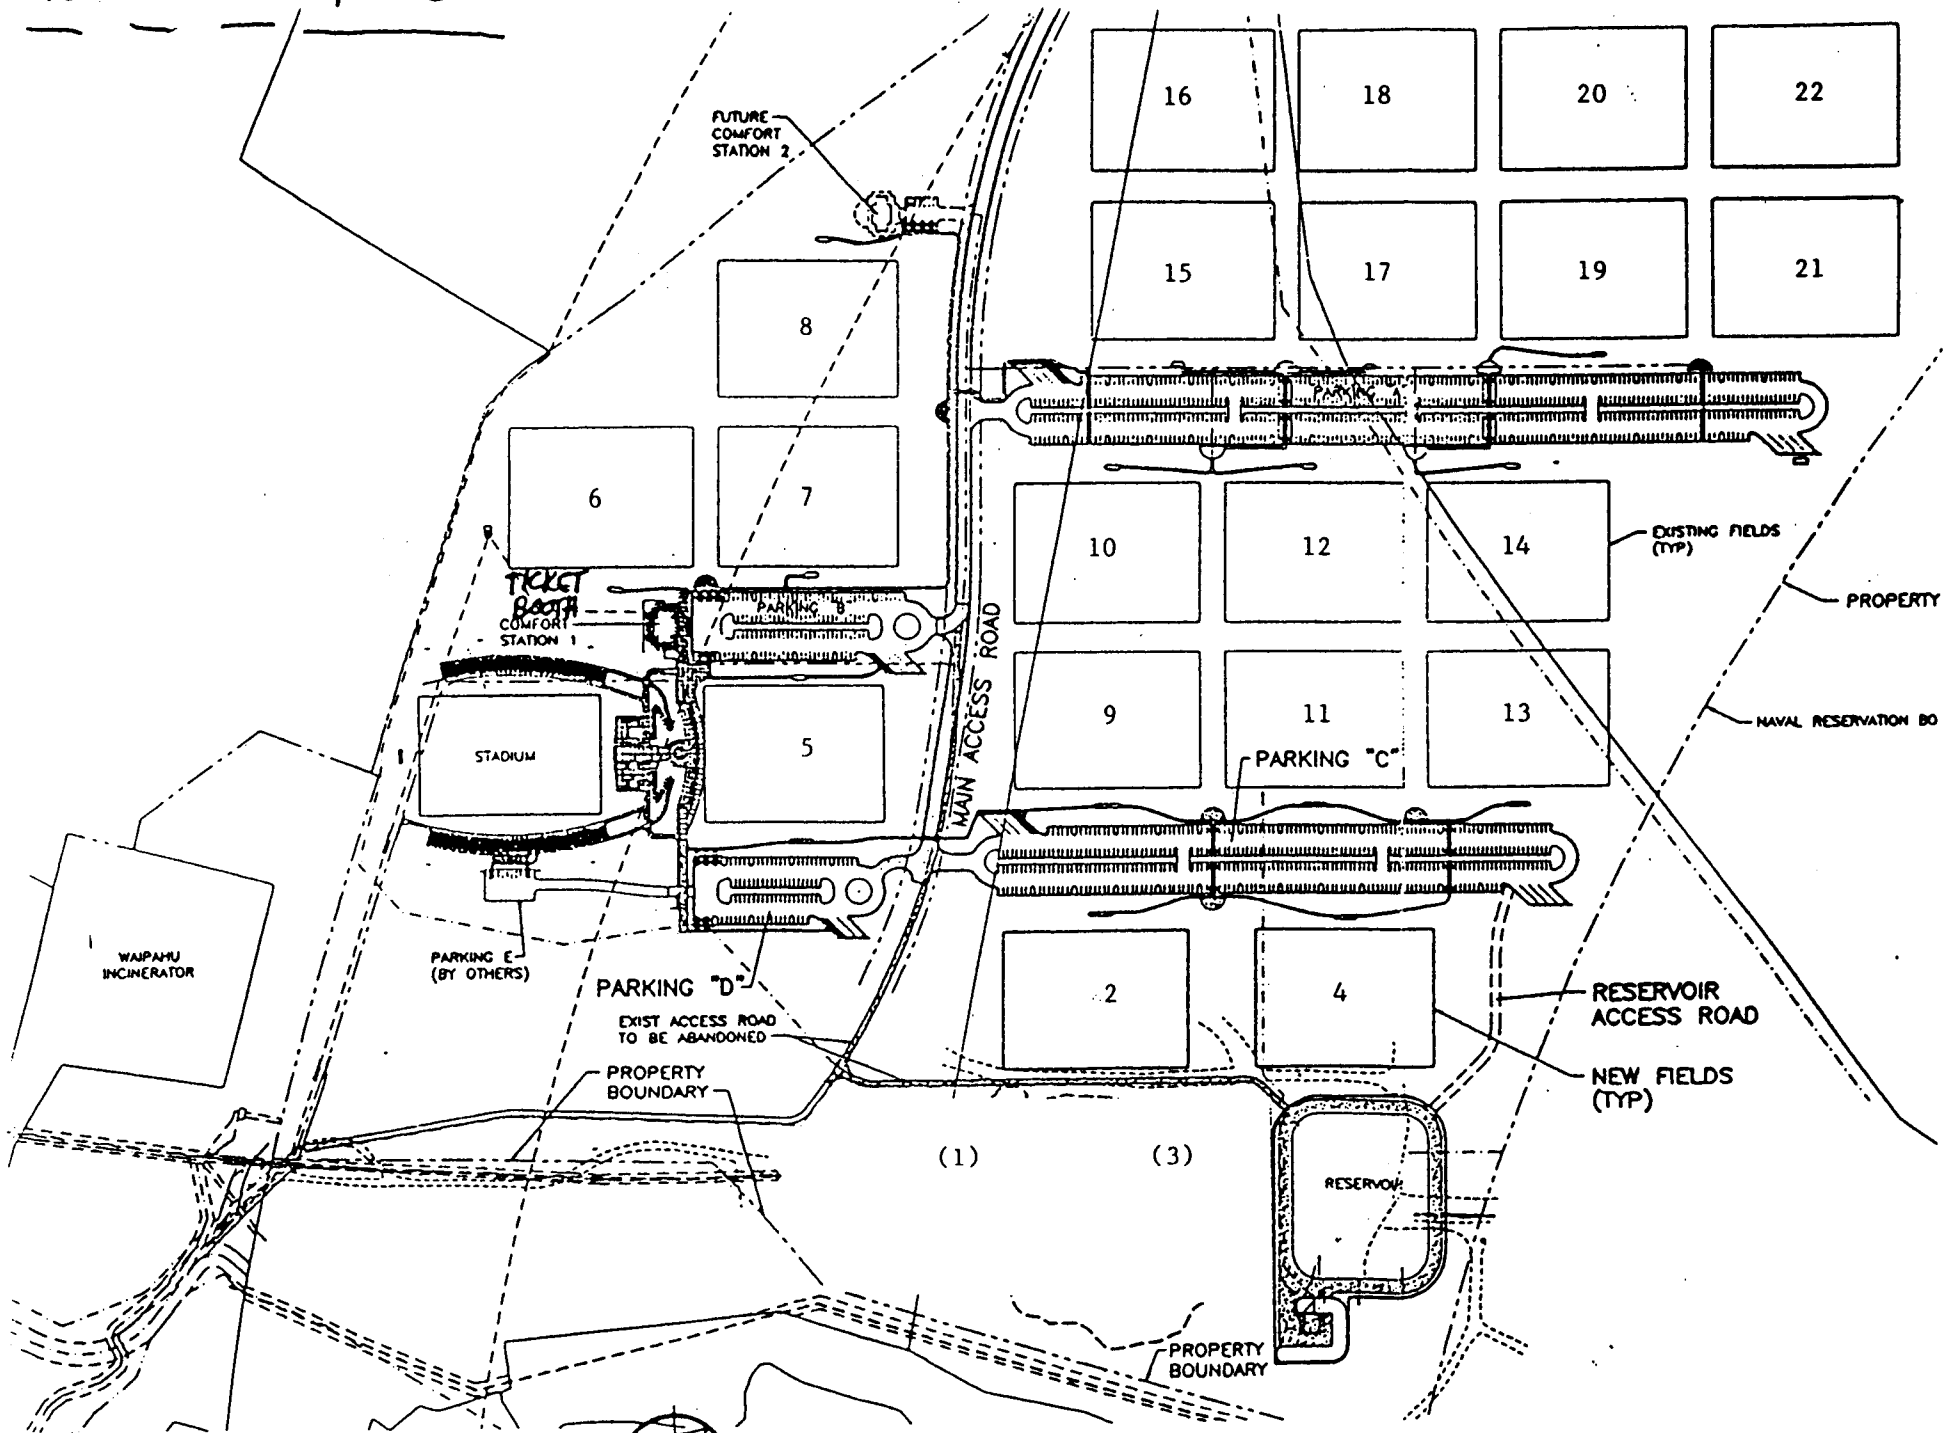 16
18
20
22
FUTURE
COMFORT
STATION 2
15
17
19
21
8
PARKING A
6
7
10
12
14
EXISTING FIELDS
(TYP)
PROPERTY
TICKET
BOOTH
COMFORT
STATION 1
PARKING B
MAIN ACCESS ROAD
9
11
13
NAVAL RESERVATION BO
STADIUM
5
PARKING "C"
WAIPAHU
INCINERATOR
PARKING E
(BY OTHERS)
PARKING "D"
2
4
RESERVOIR
ACCESS ROAD
EXIST ACCESS ROAD
TO BE ABANDONED
PROPERTY
BOUNDARY
NEW FIELDS
(TYP)
(1)
(3)
RESERVOIR
PROPERTY
BOUNDARY